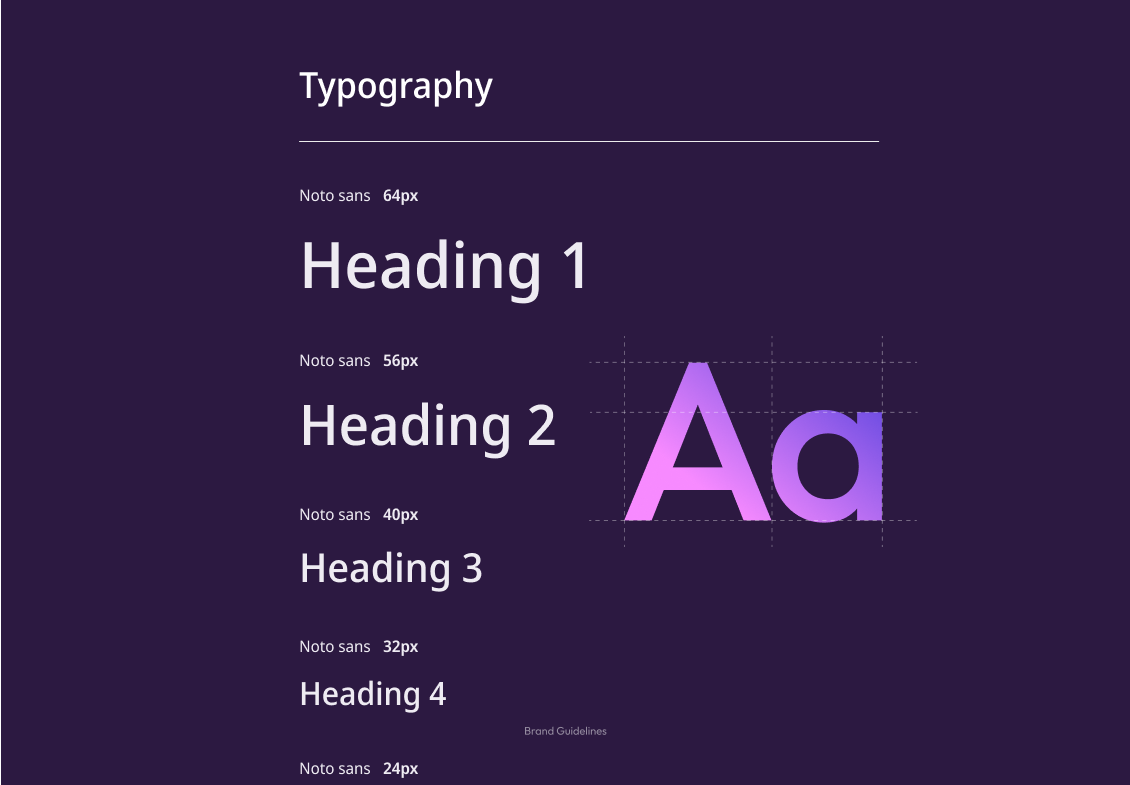 Typography
Noto sans 64px
Heading 1
Noto sans 56px
Heading 2
Aa
Noto sans 40px
Heading 3
Noto sans 32px
Heading 4
Brand Guidelines
Noto sans 24px